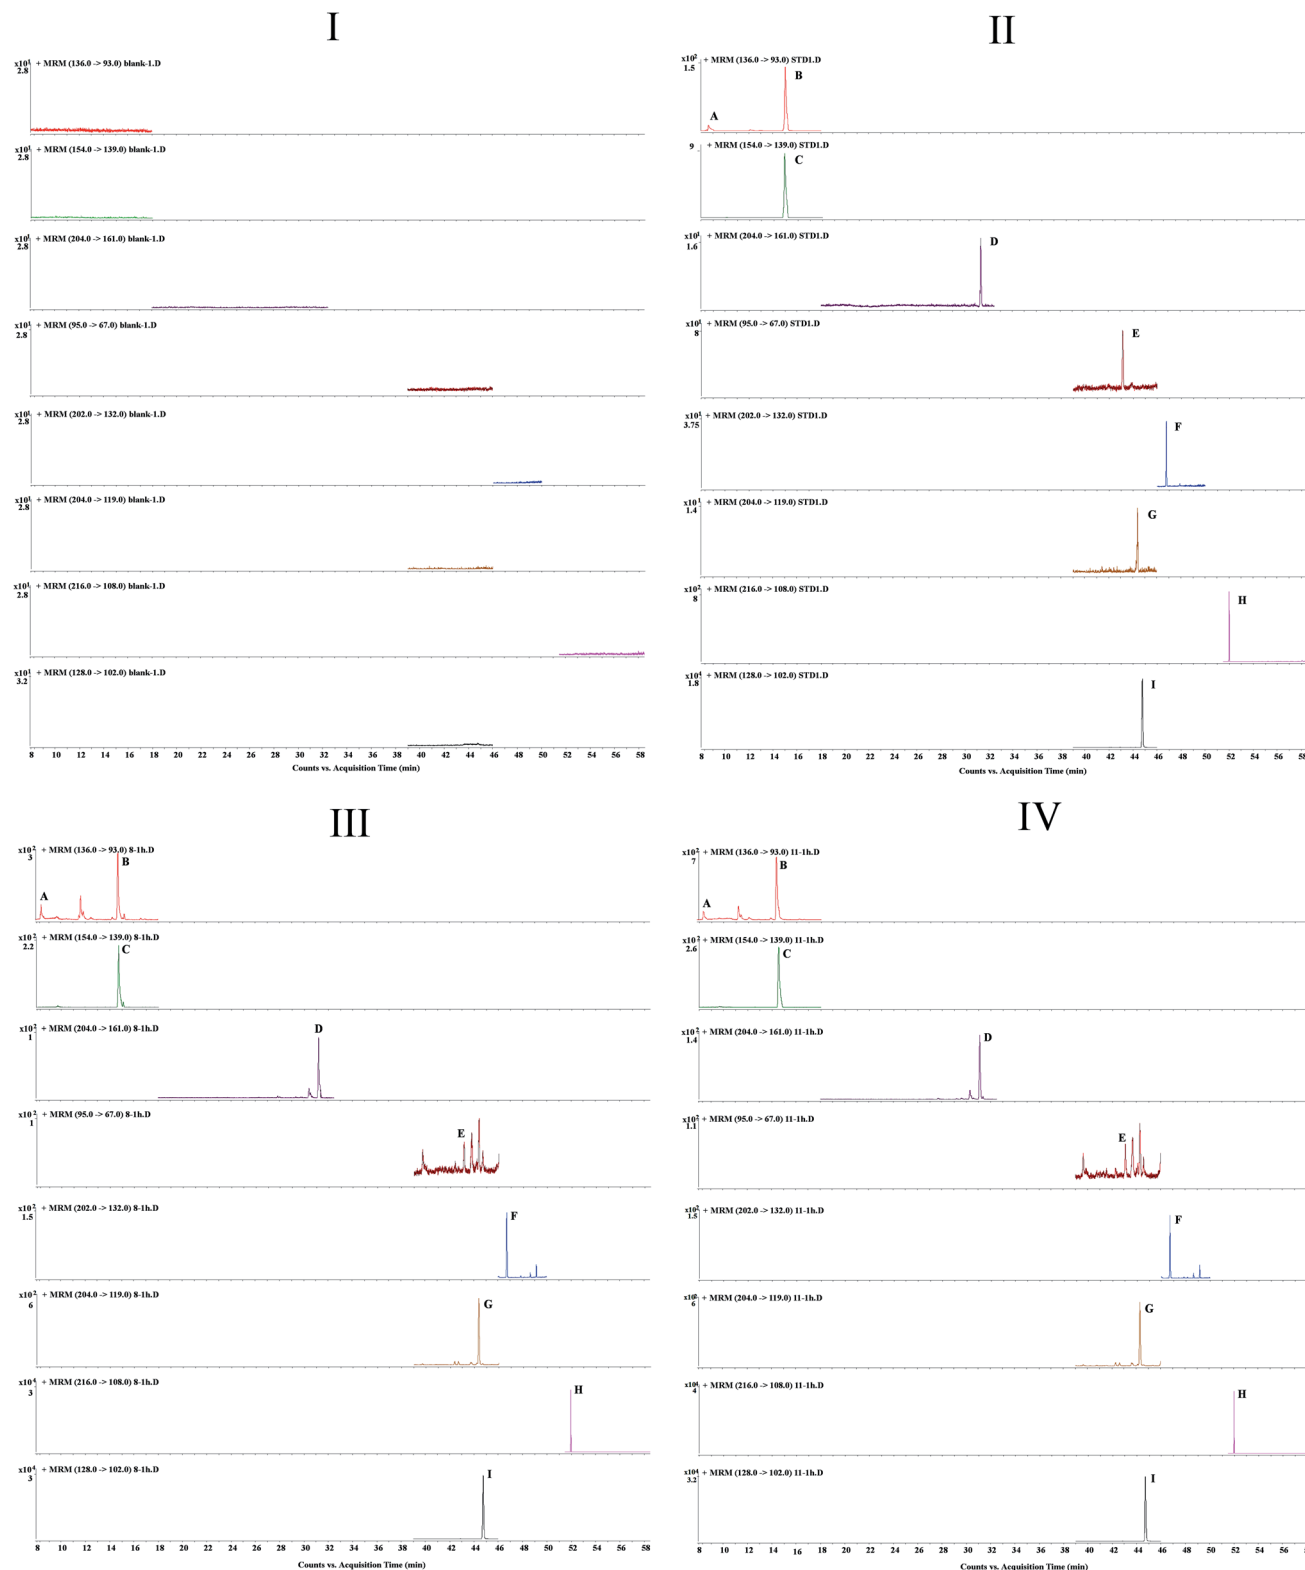 I
x10¹ + MRM (136.0 -> 93.0) blank-1.D
2.8
x10¹ + MRM (154.0 -> 139.0) blank-1.D
2.8
x10¹ + MRM (204.0 -> 161.0) blank-1.D
2.8
x10¹ + MRM (95.0 -> 67.0) blank-1.D
2.8
x10¹ + MRM (202.0 -> 132.0) blank-1.D
2.8
x10¹ + MRM (204.0 -> 119.0) blank-1.D
2.8
x10¹ + MRM (216.0 -> 108.0) blank-1.D
2.8
x10¹ + MRM (128.0 -> 102.0) blank-1.D
3.2
8 10 12 14 16 18 20 22 24 26 28 30 32 34 36 38 40 42 44 46 48 50 52 54 56 58
Counts vs. Acquisition Time (min)
II
x10² + MRM (136.0 -> 93.0) STD1.D
1.5
A
B
+ MRM (154.0 -> 139.0) STD1.D
9
C
x10¹ + MRM (204.0 -> 161.0) STD1.D
1.6
D
x10¹ + MRM (95.0 -> 67.0) STD1.D
8
E
x10¹ + MRM (202.0 -> 132.0) STD1.D
3.75
F
x10¹ + MRM (204.0 -> 119.0) STD1.D
1.4
G
x10² + MRM (216.0 -> 108.0) STD1.D
8
H
x10⁴ + MRM (128.0 -> 102.0) STD1.D
1.8
I
8 10 12 14 16 18 20 22 24 26 28 30 32 34 36 38 40 42 44 46 48 50 52 54 56 58
Counts vs. Acquisition Time (min)
III
x10² + MRM (136.0 -> 93.0) 8-1h.D
3
A
B
x10² + MRM (154.0 -> 139.0) 8-1h.D
2.2
C
x10² + MRM (204.0 -> 161.0) 8-1h.D
1
D
x10² + MRM (95.0 -> 67.0) 8-1h.D
1
E
x10² + MRM (202.0 -> 132.0) 8-1h.D
1.5
F
x10² + MRM (204.0 -> 119.0) 8-1h.D
6
G
x10⁴ + MRM (216.0 -> 108.0) 8-1h.D
3
H
x10⁴ + MRM (128.0 -> 102.0) 8-1h.D
3
I
8 10 12 14 16 18 20 22 24 26 28 30 32 34 36 38 40 42 44 46 48 50 52 54 56 58
Counts vs. Acquisition Time (min)
IV
x10² + MRM (136.0 -> 93.0) 11-1h.D
7
A
B
x10² + MRM (154.0 -> 139.0) 11-1h.D
2.6
C
x10² + MRM (204.0 -> 161.0) 11-1h.D
1.4
D
x10² + MRM (95.0 -> 67.0) 11-1h.D
1.1
E
x10² + MRM (202.0 -> 132.0) 11-1h.D
1.5
F
x10² + MRM (204.0 -> 119.0) 11-1h.D
6
G
x10⁴ + MRM (216.0 -> 108.0) 11-1h.D
4
H
x10⁴ + MRM (128.0 -> 102.0) 11-1h.D
3.2
I
8 10 12 14 16 18 20 22 24 26 28 30 32 34 36 38 40 42 44 46 48 50 52 54 56 58
Counts vs. Acquisition Time (min)